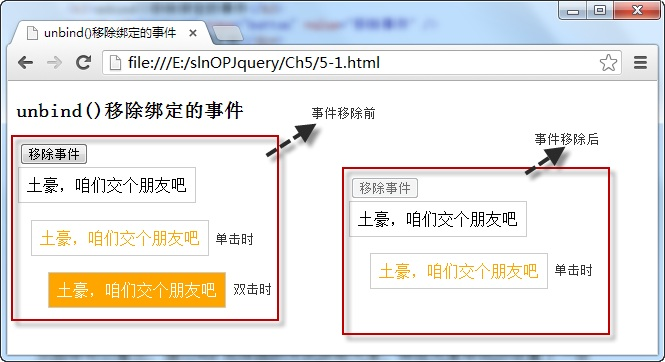 unbind()移除绑定的事件
file:///E:/slnOPJquery/Ch5/5-1.html
unbind()移除绑定的事件
事件移除前
移除事件
土豪，咱们交个朋友吧
土豪，咱们交个朋友吧 单击时
土豪，咱们交个朋友吧 双击时
事件移除后
移除事件
土豪，咱们交个朋友吧
土豪，咱们交个朋友吧 单击时